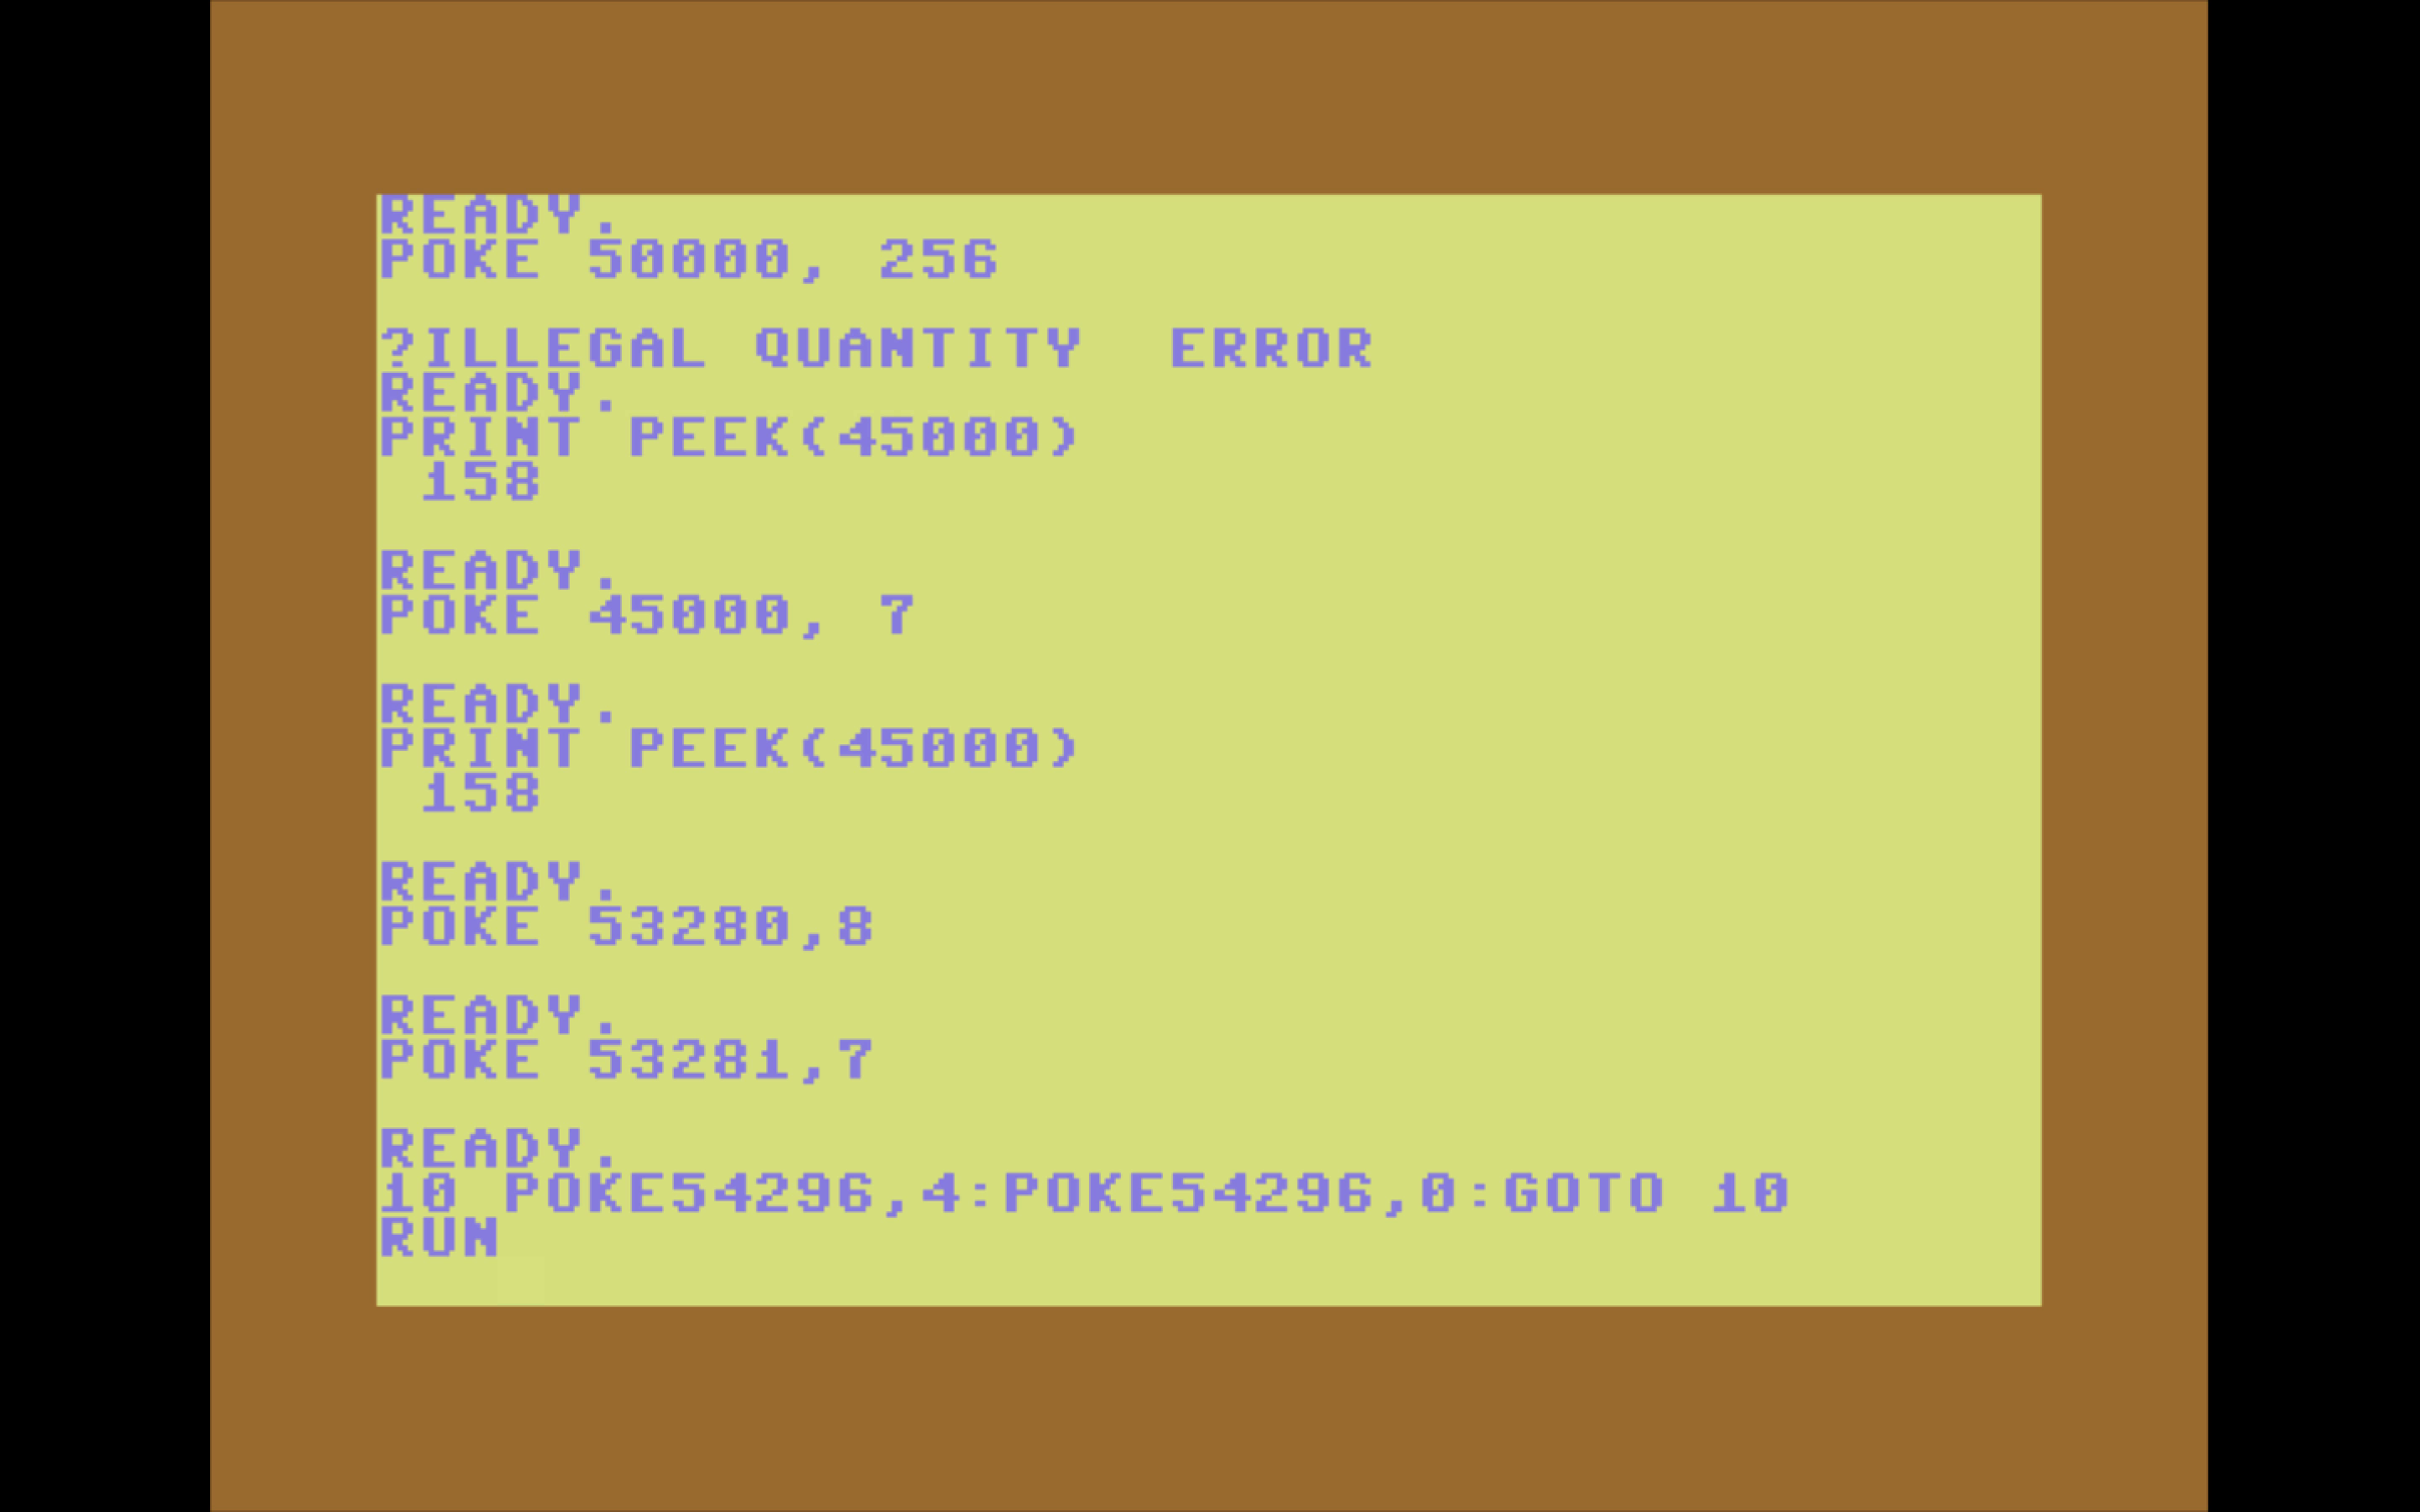 READY.
POKE 50000, 256
?ILLEGAL QUANTITY  ERROR
READY.
PRINT PEEK(45000)
 158
READY.
POKE 45000, 7
READY.
PRINT PEEK(45000)
 158
READY.
POKE 53280,8
READY.
POKE 53281,7
READY.
10 POKE54296,4:POKE54296,0:GOTO 10
RUN